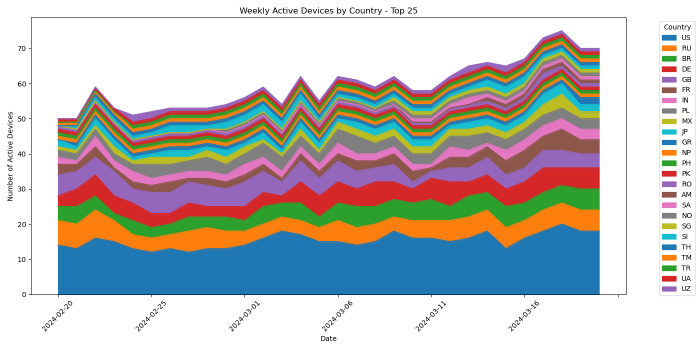 Weekly Active Devices by Country - Top 25
Number of Active Devices
70
60
50
40
30
20
10
0
2024-02-20
2024-02-25
2024-03-01
2024-03-06
2024-03-11
2024-03-16
Date
Country
US
RU
BR
DE
GB
FR
IN
PL
MX
JP
GR
NP
PH
PK
RO
AM
SA
NO
SG
SI
TH
TM
TR
UA
UZ